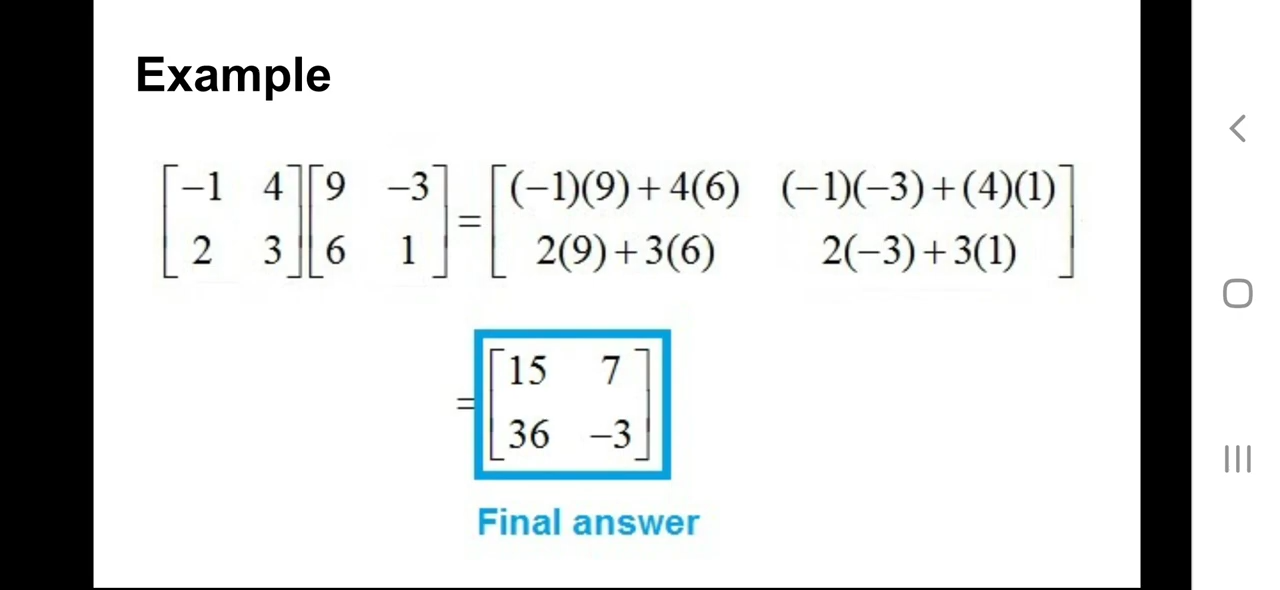 Example
[−1 4] [9 −3] = [(−1)(9)+4(6) (−1)(−3)+(4)(1)]
[2 3] [6 1] [2(9)+3(6) 2(−3)+3(1)]
= [15 7]
[36 −3]
Final answer